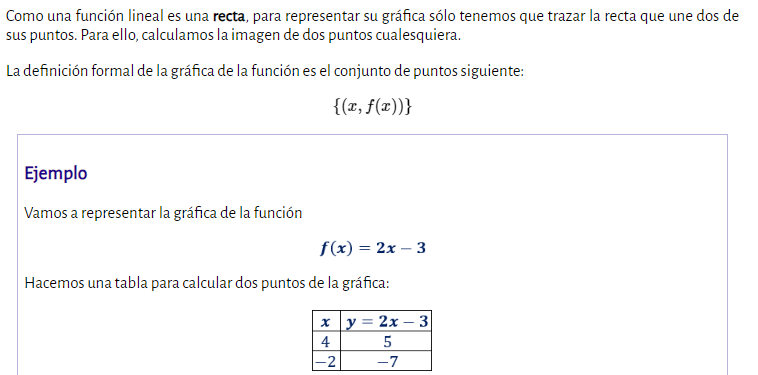 Como una función lineal es una recta, para representar su gráfica sólo tenemos que trazar la recta que une dos de
sus puntos. Para ello, calculamos la imagen de dos puntos cualesquiera.
La definición formal de la gráfica de la función es el conjunto de puntos siguiente:
{(x, f(x))}
Ejemplo
Vamos a representar la gráfica de la función
f(x) = 2x − 3
Hacemos una tabla para calcular dos puntos de la gráfica:
x y = 2x − 3
4 5
−2 −7